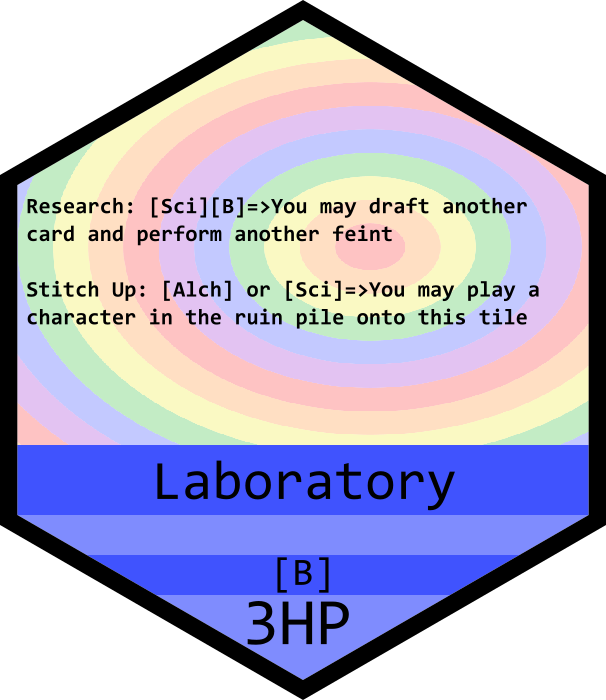 Research: [Sci][B]=>You may draft another
card and perform another feint
Stitch Up: [Alch] or [Sci]=>You may play a
character in the ruin pile onto this tile
Laboratory
[B]
3HP